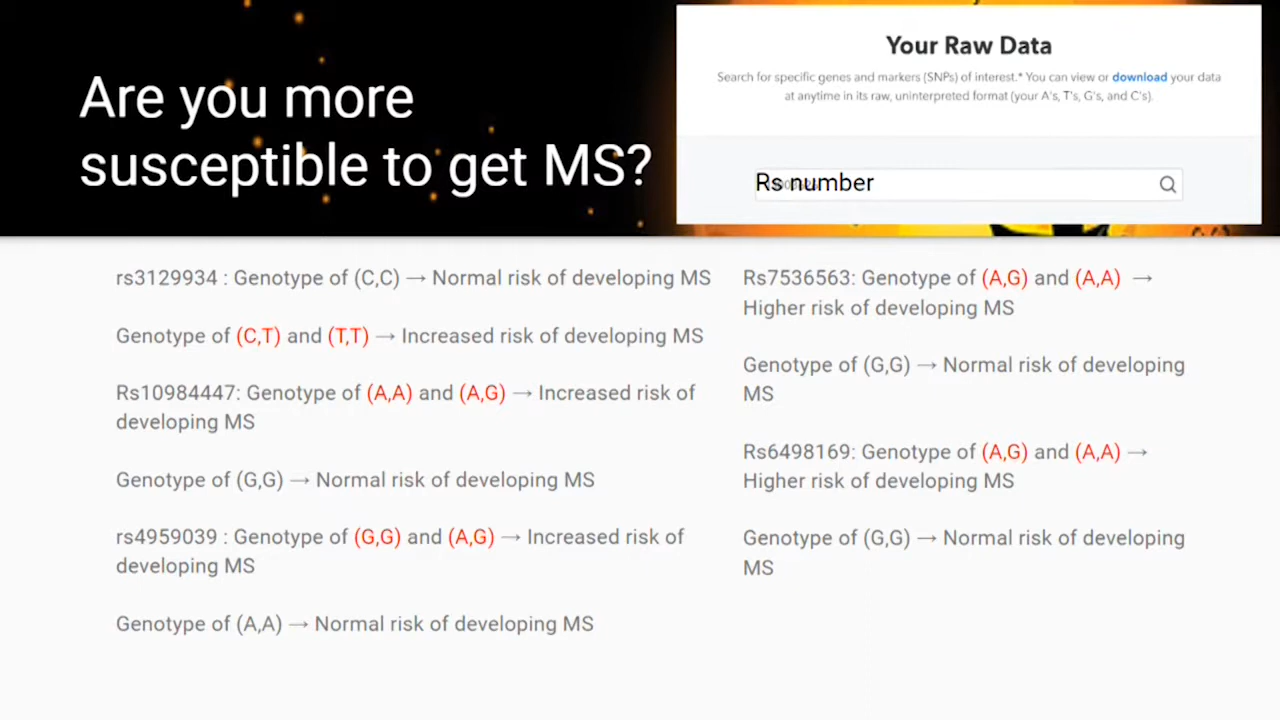 Are you more
susceptible to get MS?
Your Raw Data
Search for specific genes and markers (SNPs) of interest.* You can view or download your data
at anytime in its raw, uninterpreted format (your A's, T's, G's, and C's).
Rs number
rs3129934 : Genotype of (C,C) → Normal risk of developing MS
Genotype of (C,T) and (T,T) → Increased risk of developing MS
Rs10984447: Genotype of (A,A) and (A,G) → Increased risk of
developing MS
Genotype of (G,G) → Normal risk of developing MS
rs4959039 : Genotype of (G,G) and (A,G) → Increased risk of
developing MS
Genotype of (A,A) → Normal risk of developing MS
Rs7536563: Genotype of (A,G) and (A,A) →
Higher risk of developing MS
Genotype of (G,G) → Normal risk of developing
MS
Rs6498169: Genotype of (A,G) and (A,A) →
Higher risk of developing MS
Genotype of (G,G) → Normal risk of developing
MS